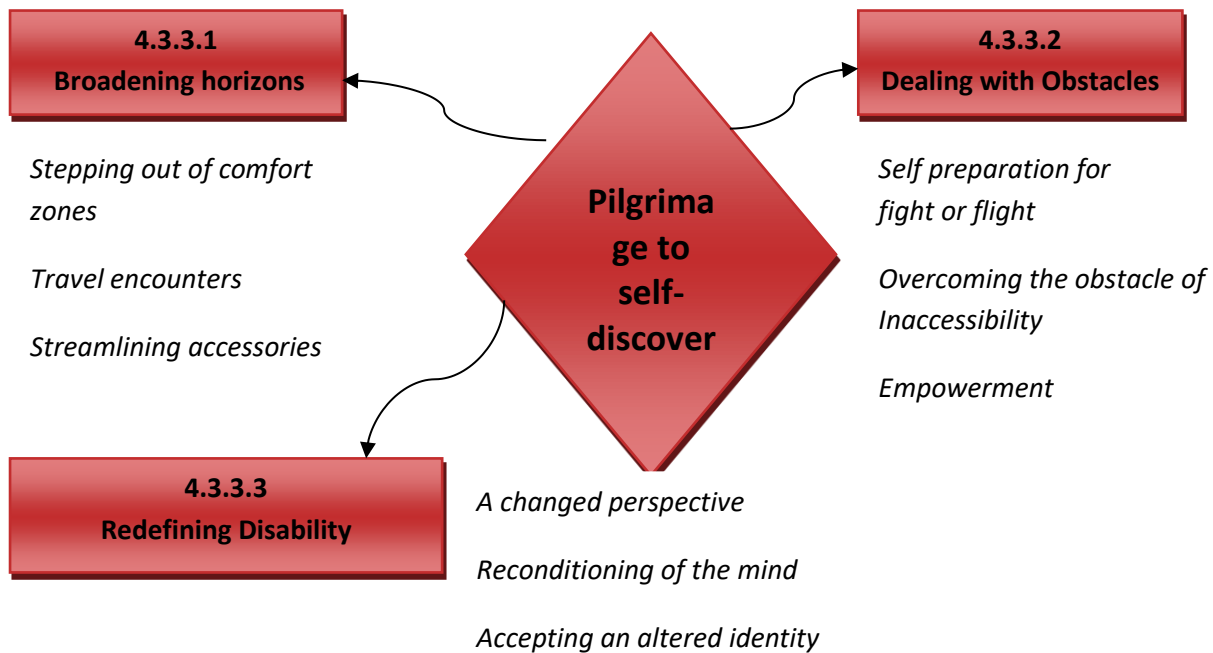 4.3.3.1
Broadening horizons
Stepping out of comfort
zones
Travel encounters
Streamlining accessories
Pilgrima
ge to
self-
discover
4.3.3.2
Dealing with Obstacles
Self preparation for
fight or flight
Overcoming the obstacle of
Inaccessibility
Empowerment
4.3.3.3
Redefining Disability
A changed perspective
Reconditioning of the mind
Accepting an altered identity